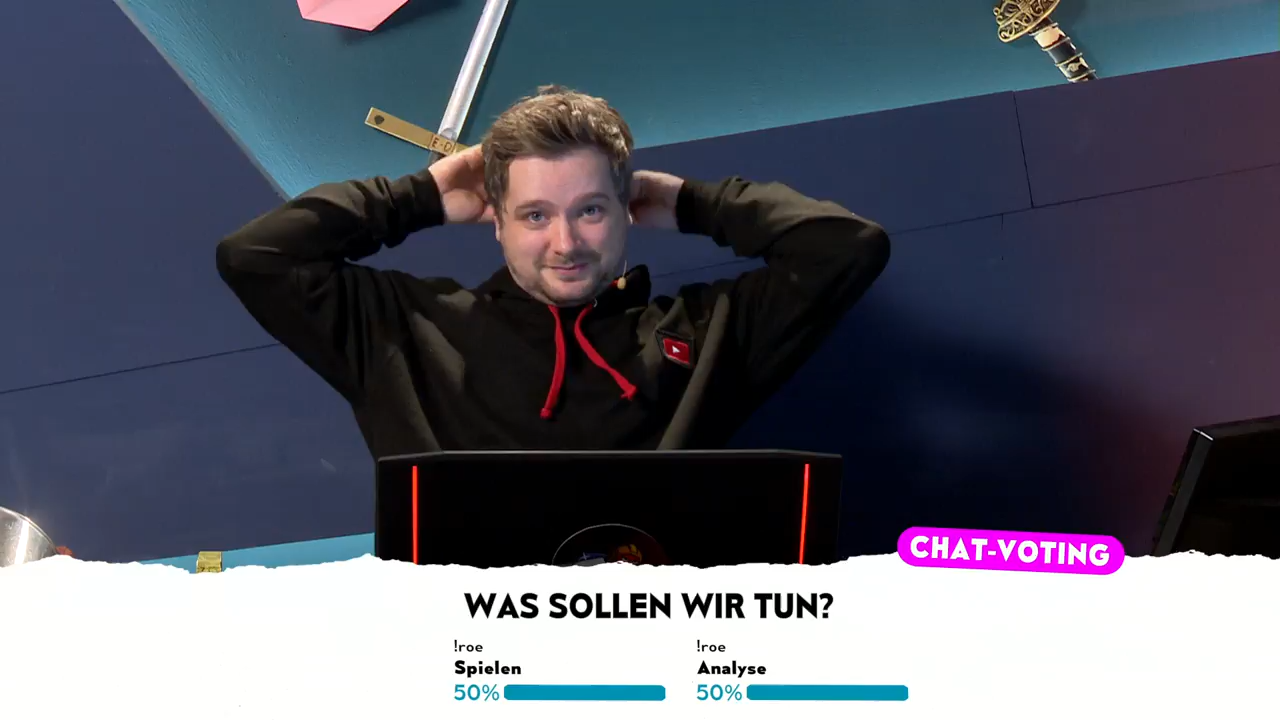 E-D
CHAT-VOTING
WAS SOLLEN WIR TUN?
!roe
Spielen
50%
!roe
Analyse
50%